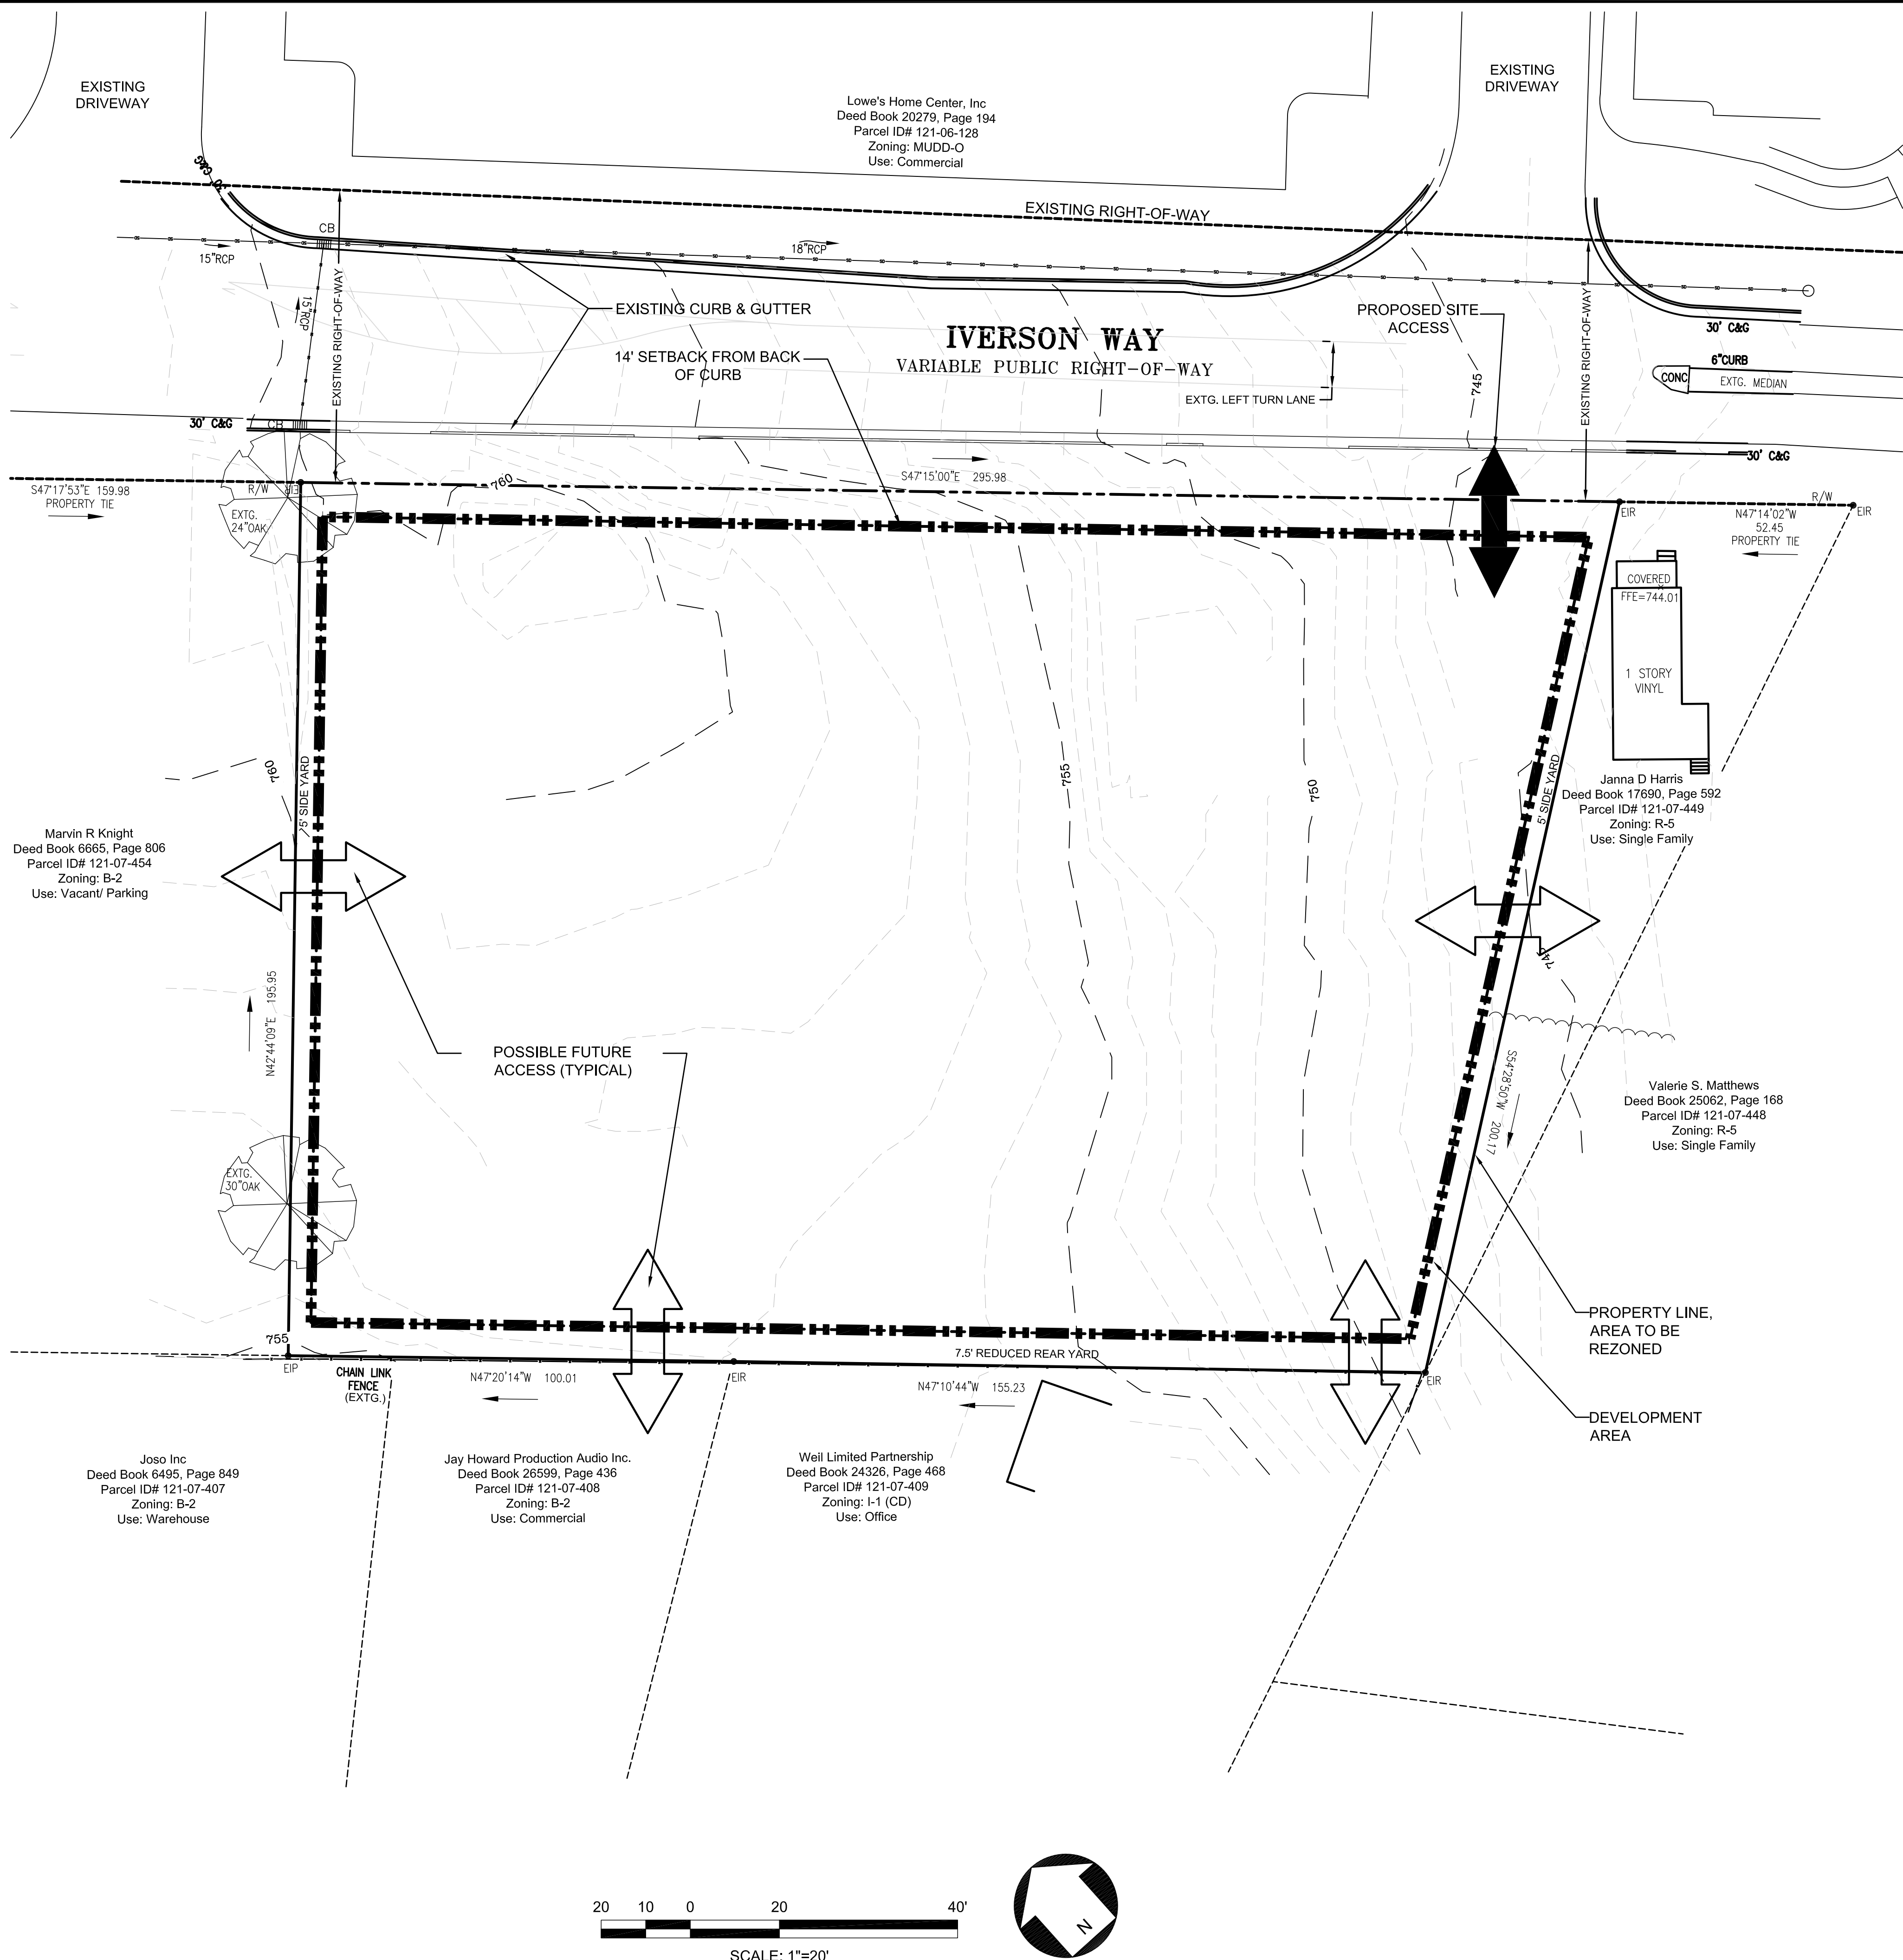 EXISTING
DRIVEWAY
EXISTING
DRIVEWAY
Lowe's Home Center, Inc
Deed Book 20279, Page 194
Parcel ID# 121-06-128
Zoning: MUDD-O
Use: Commercial
30' C&G
EXISTING RIGHT-OF-WAY
CB
15"RCP
18"RCP
15"RCP
EXISTING RIGHT-OF-WAY
EXISTING CURB & GUTTER
14' SETBACK FROM BACK
OF CURB
IVERSON WAY
VARIABLE PUBLIC RIGHT-OF-WAY
EXTG. LEFT TURN LANE
PROPOSED SITE
ACCESS
745
EXISTING RIGHT-OF-WAY
30' C&G
6"CURB
CONC
EXTG. MEDIAN
30' C&G
CB
30' C&G
S47°17'53"E 159.98
PROPERTY TIE
R/W
EIR
EXTG.
24"OAK
760
S47°15'00"E 295.98
EIR
R/W
EIR
N47°14'02"W
52.45
PROPERTY TIE
COVERED
FFE=744.01
1 STORY
VINYL
760
5' SIDE YARD
755
750
5' SIDE YARD
Janna D Harris
Deed Book 17690, Page 592
Parcel ID# 121-07-449
Zoning: R-5
Use: Single Family
Marvin R Knight
Deed Book 6665, Page 806
Parcel ID# 121-07-454
Zoning: B-2
Use: Vacant/ Parking
745
N42°44'09"E 195.95
POSSIBLE FUTURE
ACCESS (TYPICAL)
S54°28'50"W 200.17
Valerie S. Matthews
Deed Book 25062, Page 168
Parcel ID# 121-07-448
Zoning: R-5
Use: Single Family
EXTG.
30"OAK
PROPERTY LINE,
AREA TO BE
REZONED
755
EIP
CHAIN LINK
FENCE
(EXTG.)
N47°20'14"W 100.01
EIR
7.5' REDUCED REAR YARD
N47°10'44"W 155.23
EIR
DEVELOPMENT
AREA
Joso Inc
Deed Book 6495, Page 849
Parcel ID# 121-07-407
Zoning: B-2
Use: Warehouse
Jay Howard Production Audio Inc.
Deed Book 26599, Page 436
Parcel ID# 121-07-408
Zoning: B-2
Use: Commercial
Weil Limited Partnership
Deed Book 24326, Page 468
Parcel ID# 121-07-409
Zoning: I-1 (CD)
Use: Office
20 10 0 20 40'
SCALE: 1"=20'
N